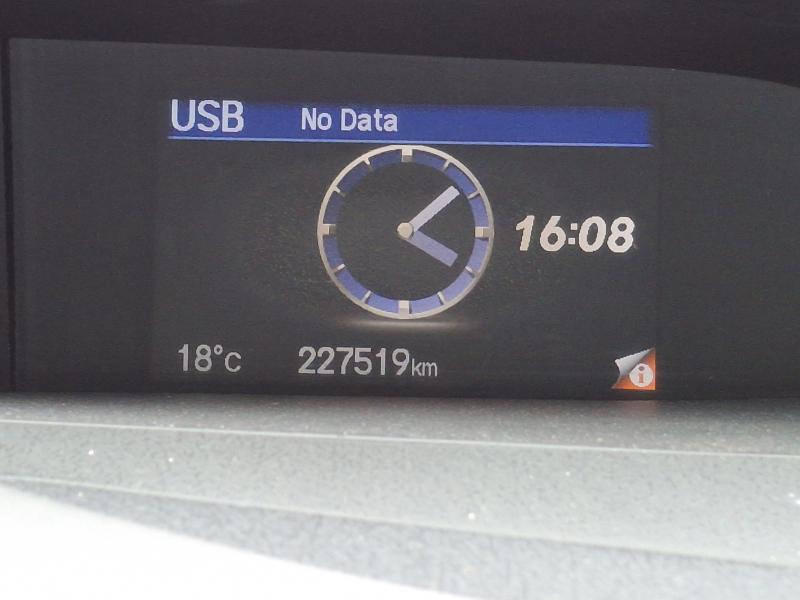 USB No Data
16:08
18°C 227519km
i